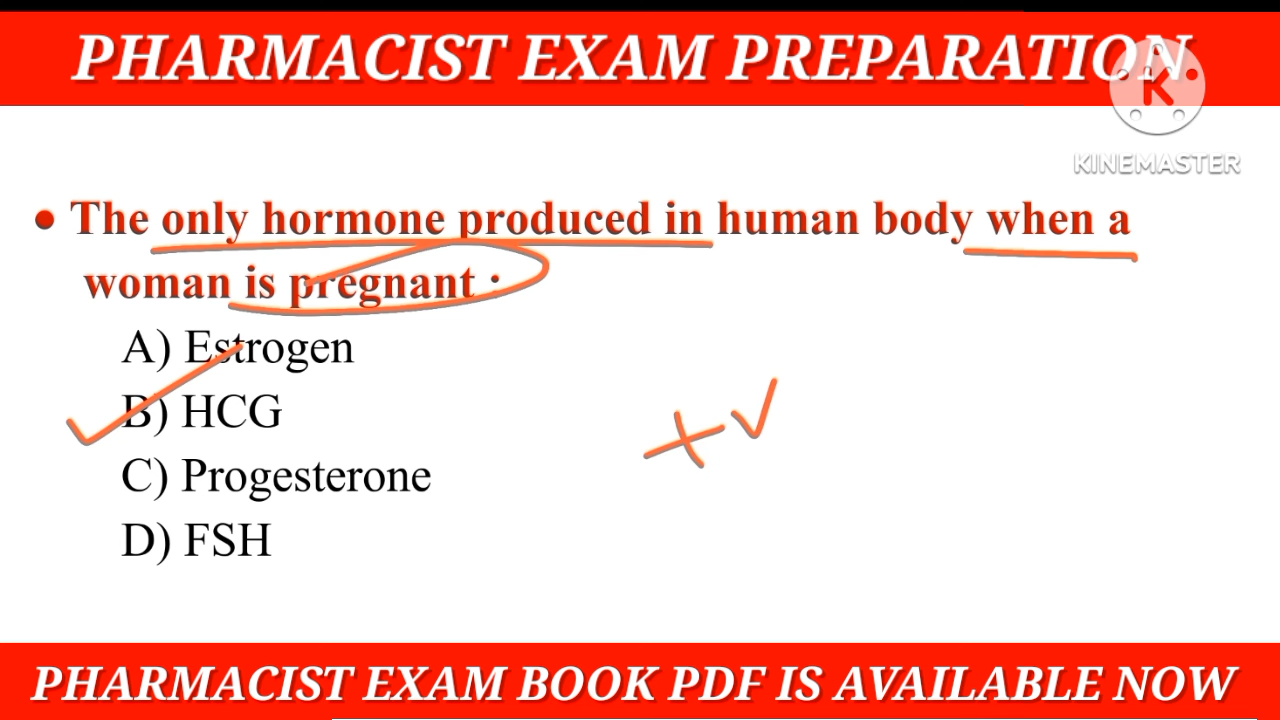 PHARMACIST EXAM PREPARATION
K
KINEMASTER
• The only hormone produced in human body when a
woman is pregnant :
A) Estrogen
B) HCG
C) Progesterone
D) FSH
PHARMACIST EXAM BOOK PDF IS AVAILABLE NOW